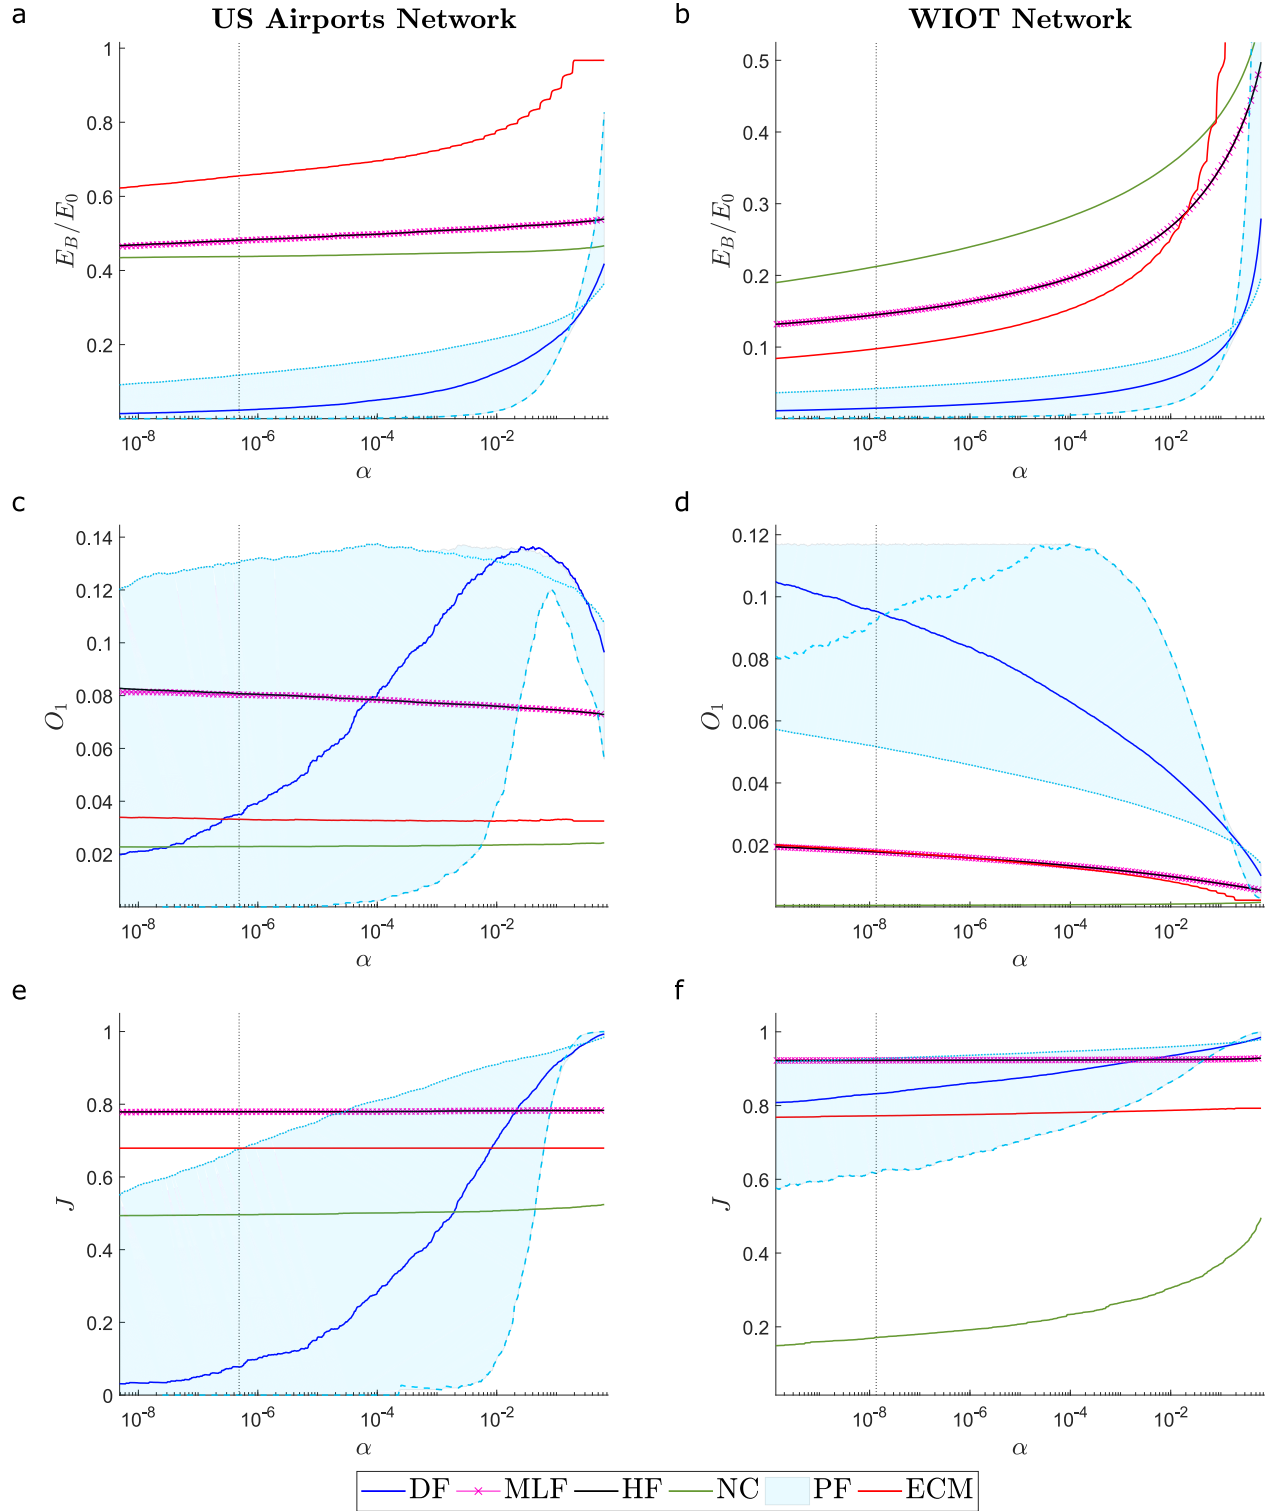 a
US Airports Network
b
WIOT Network
1
0.8
0.6
0.4
0.2
E_B/E_0
10^-8
10^-6
10^-4
10^-2
α
0.5
0.4
0.3
0.2
0.1
E_B/E_0
10^-8
10^-6
10^-4
10^-2
α
c
d
0.14
0.12
0.1
0.08
0.06
0.04
0.02
O_1
10^-8
10^-6
10^-4
10^-2
α
0.12
0.1
0.08
0.06
0.04
0.02
O_1
10^-8
10^-6
10^-4
10^-2
α
e
f
1
0.8
0.6
0.4
0.2
0
J
10^-8
10^-6
10^-4
10^-2
α
1
0.8
0.6
0.4
0.2
J
10^-8
10^-6
10^-4
10^-2
α
DF MLF HF NC PF ECM